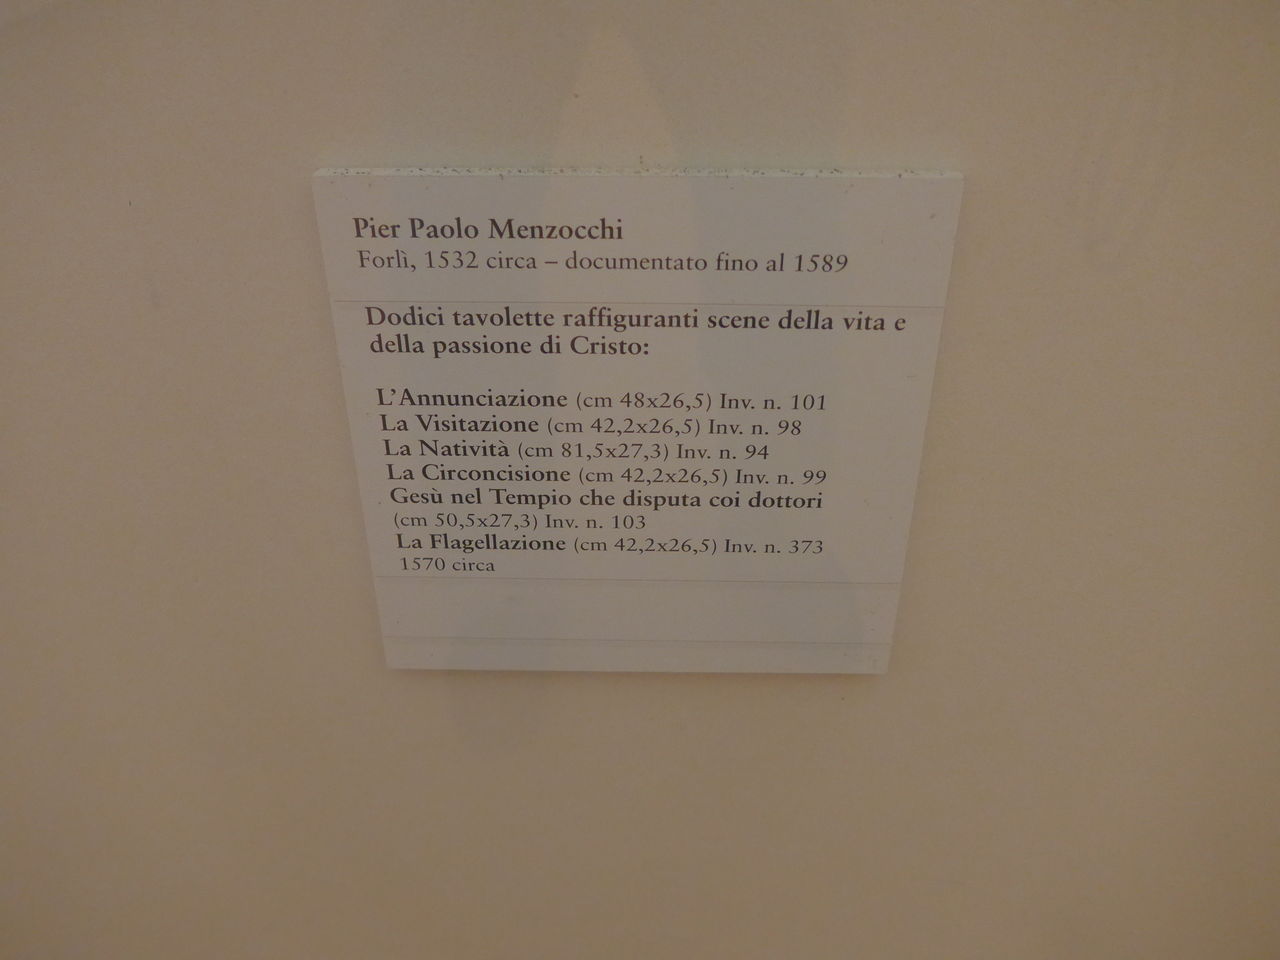 Pier Paolo Menzocchi
Forlì, 1532 circa – documentato fino al 1589
Dodici tavolette raffiguranti scene della vita e
della passione di Cristo:
L'Annunciazione (cm 48x26,5) Inv. n. 101
La Visitazione (cm 42,2x26,5) Inv. n. 98
La Natività (cm 81,5x27,3) Inv. n. 94
La Circoncisione (cm 42,2x26,5) Inv. n. 99
Gesù nel Tempio che disputa coi dottori
(cm 50,5x27,3) Inv. n. 103
La Flagellazione (cm 42,2x26,5) Inv. n. 373
1570 circa